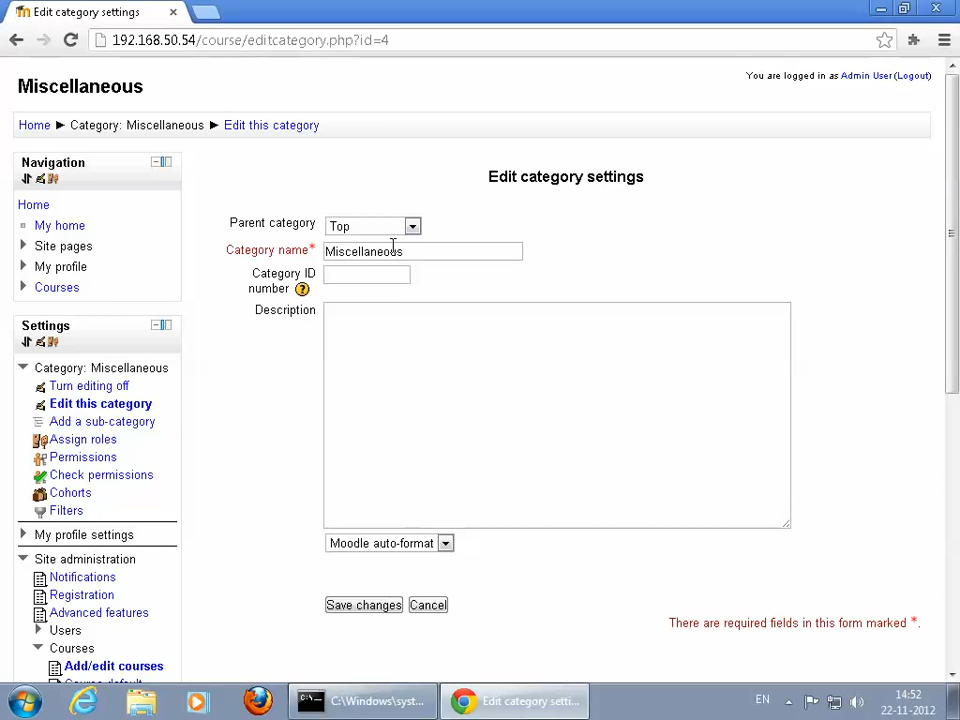 Edit category settings
192.168.50.54/course/editcategory.php?id=4
Miscellaneous
You are logged in as Admin User (Logout)
Home ► Category: Miscellaneous ► Edit this category
Navigation
Home
My home
Site pages
My profile
Courses
Settings
Category: Miscellaneous
Turn editing off
Edit this category
Add a sub-category
Assign roles
Permissions
Check permissions
Cohorts
Filters
My profile settings
Site administration
Notifications
Registration
Advanced features
Users
Courses
Add/edit courses
Edit category settings
Parent category
Top
Category name*
Miscellaneous
Category ID
number
Description
Moodle auto-format
Save changes
Cancel
There are required fields in this form marked *.
C:\Windows\syst...
Edit category setti...
EN
14:52
22-11-2012